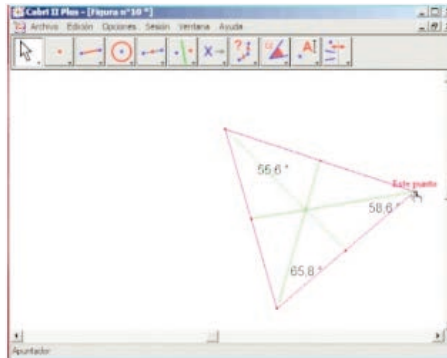 Cabri II Plus - [Figura nº10 *]
Archivo Edición Opciones Sesión Ventana Ayuda
X→ ? α A
55,6 °
Este punto
58,6 °
65,8 °
Apuntador